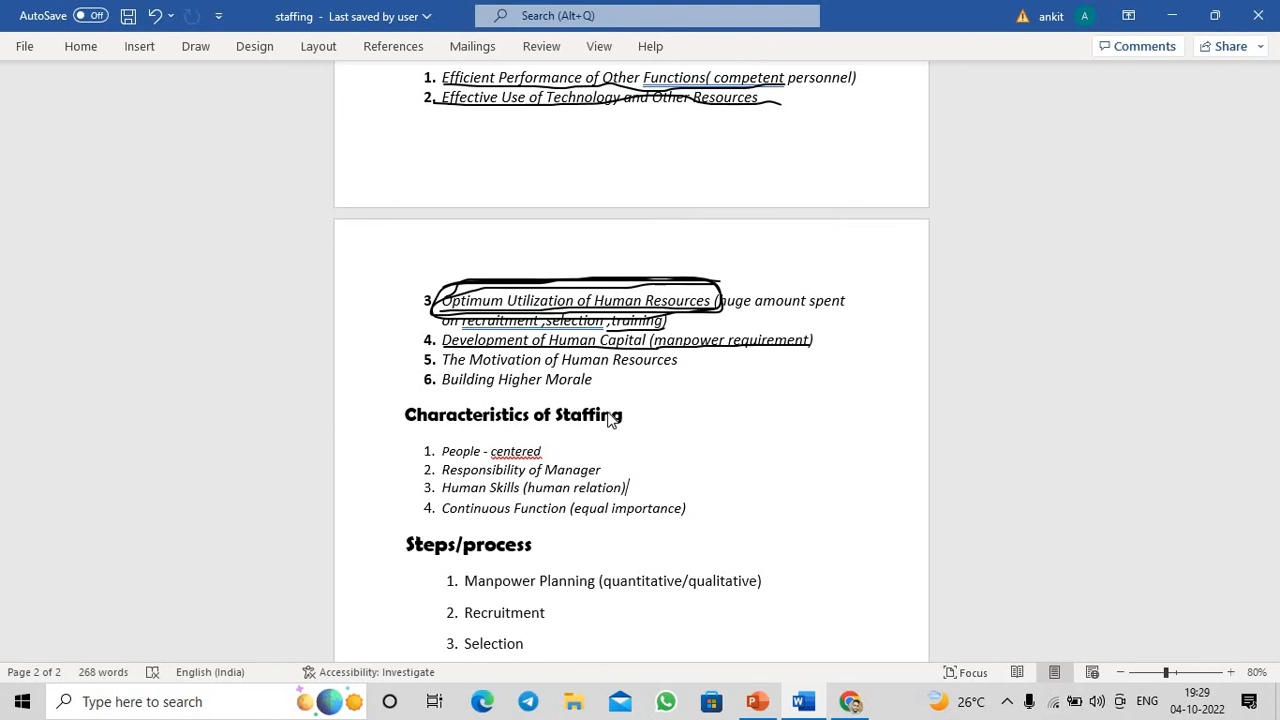 AutoSave Off staffing - Last saved by user Search (Alt+Q) ankit A
File Home Insert Draw Design Layout References Mailings Review View Help Comments Share
1. Efficient Performance of Other Functions( competent personnel)
2. Effective Use of Technology and Other Resources
3. Optimum Utilization of Human Resources (huge amount spent
on recruitment ,selection ,training)
4. Development of Human Capital (manpower requirement)
5. The Motivation of Human Resources
6. Building Higher Morale
Characteristics of Staffing
1. People - centered
2. Responsibility of Manager
3. Human Skills (human relation)
4. Continuous Function (equal importance)
Steps/process
1. Manpower Planning (quantitative/qualitative)
2. Recruitment
3. Selection
Page 2 of 2 268 words English (India) Accessibility: Investigate Focus 80%
Type here to search 26°C ENG 19:29
04-10-2022